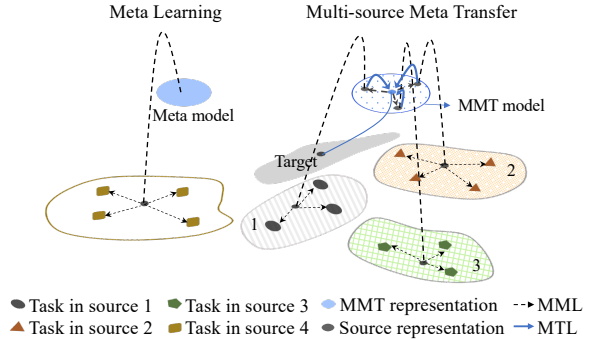 Meta Learning
Multi-source Meta Transfer
Meta model
MMT model
Target
1
2
3
Task in source 1
Task in source 3
MMT representation
MML
Task in source 2
Task in source 4
Source representation
MTL